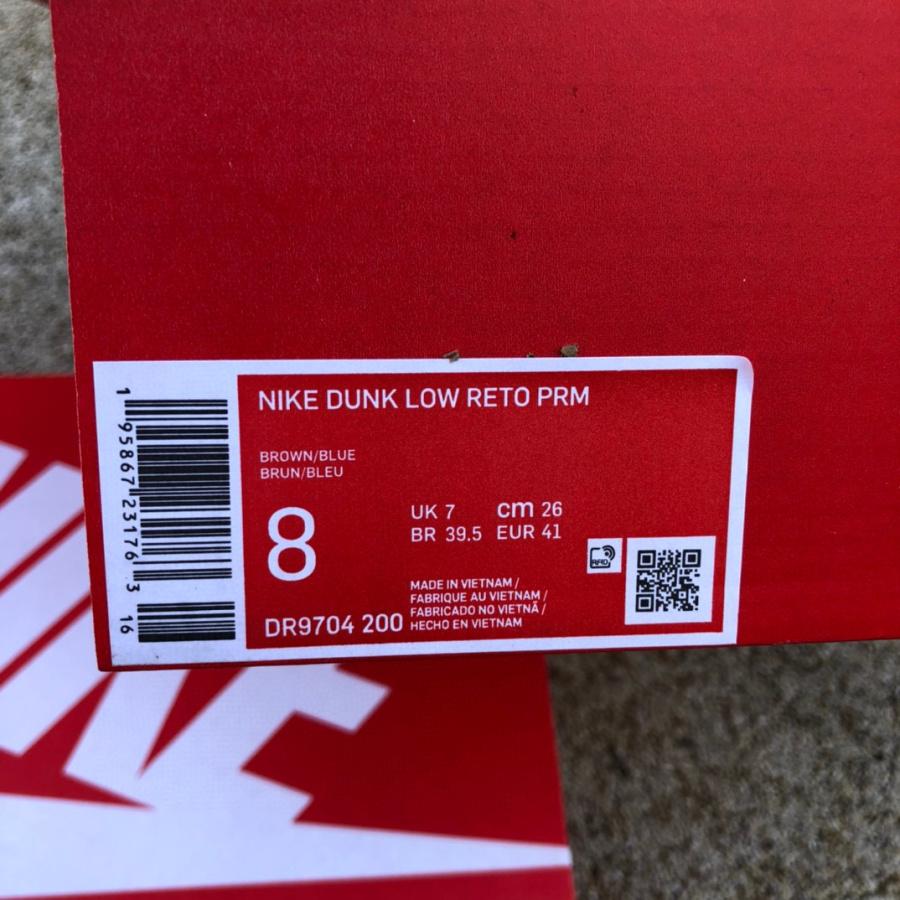 NIKE DUNK LOW RETO PRM
BROWN/BLUE
BRUN/BLEU
8
UK 7 cm 26
BR 39.5 EUR 41
MADE IN VIETNAM /
FABRIQUE AU VIETNAM /
FABRICADO NO VIETNÃ /
HECHO EN VIETNAM
DR9704 200
RFID
1 95867 23176 3 16
NIKE